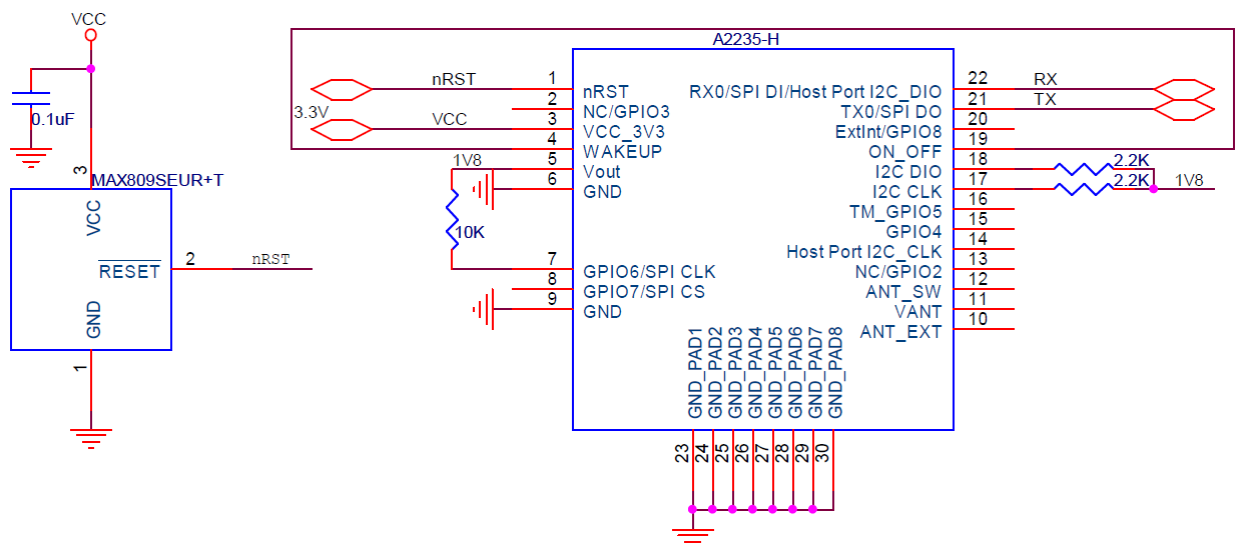 VCC
0.1uF
3
MAX809SEUR+T
VCC
RESET
2
nRST
GND
1
A2235-H
nRST
1
nRST
2
NC/GPIO3
3.3V
VCC
3
VCC_3V3
4
WAKEUP
1V8
5
Vout
6
GND
10K
7
GPIO6/SPI CLK
8
GPIO7/SPI CS
9
GND
RX0/SPI DI/Host Port I2C_DIO
22
RX
TX0/SPI DO
21
TX
ExtInt/GPIO8
20
ON_OFF
19
I2C DIO
18
2.2K
I2C CLK
17
2.2K
1V8
TM_GPIO5
16
GPIO4
15
Host Port I2C_CLK
14
NC/GPIO2
13
ANT_SW
12
VANT
11
ANT_EXT
10
GND_PAD1
GND_PAD2
GND_PAD3
GND_PAD4
GND_PAD5
GND_PAD6
GND_PAD7
GND_PAD8
23
24
25
26
27
28
29
30